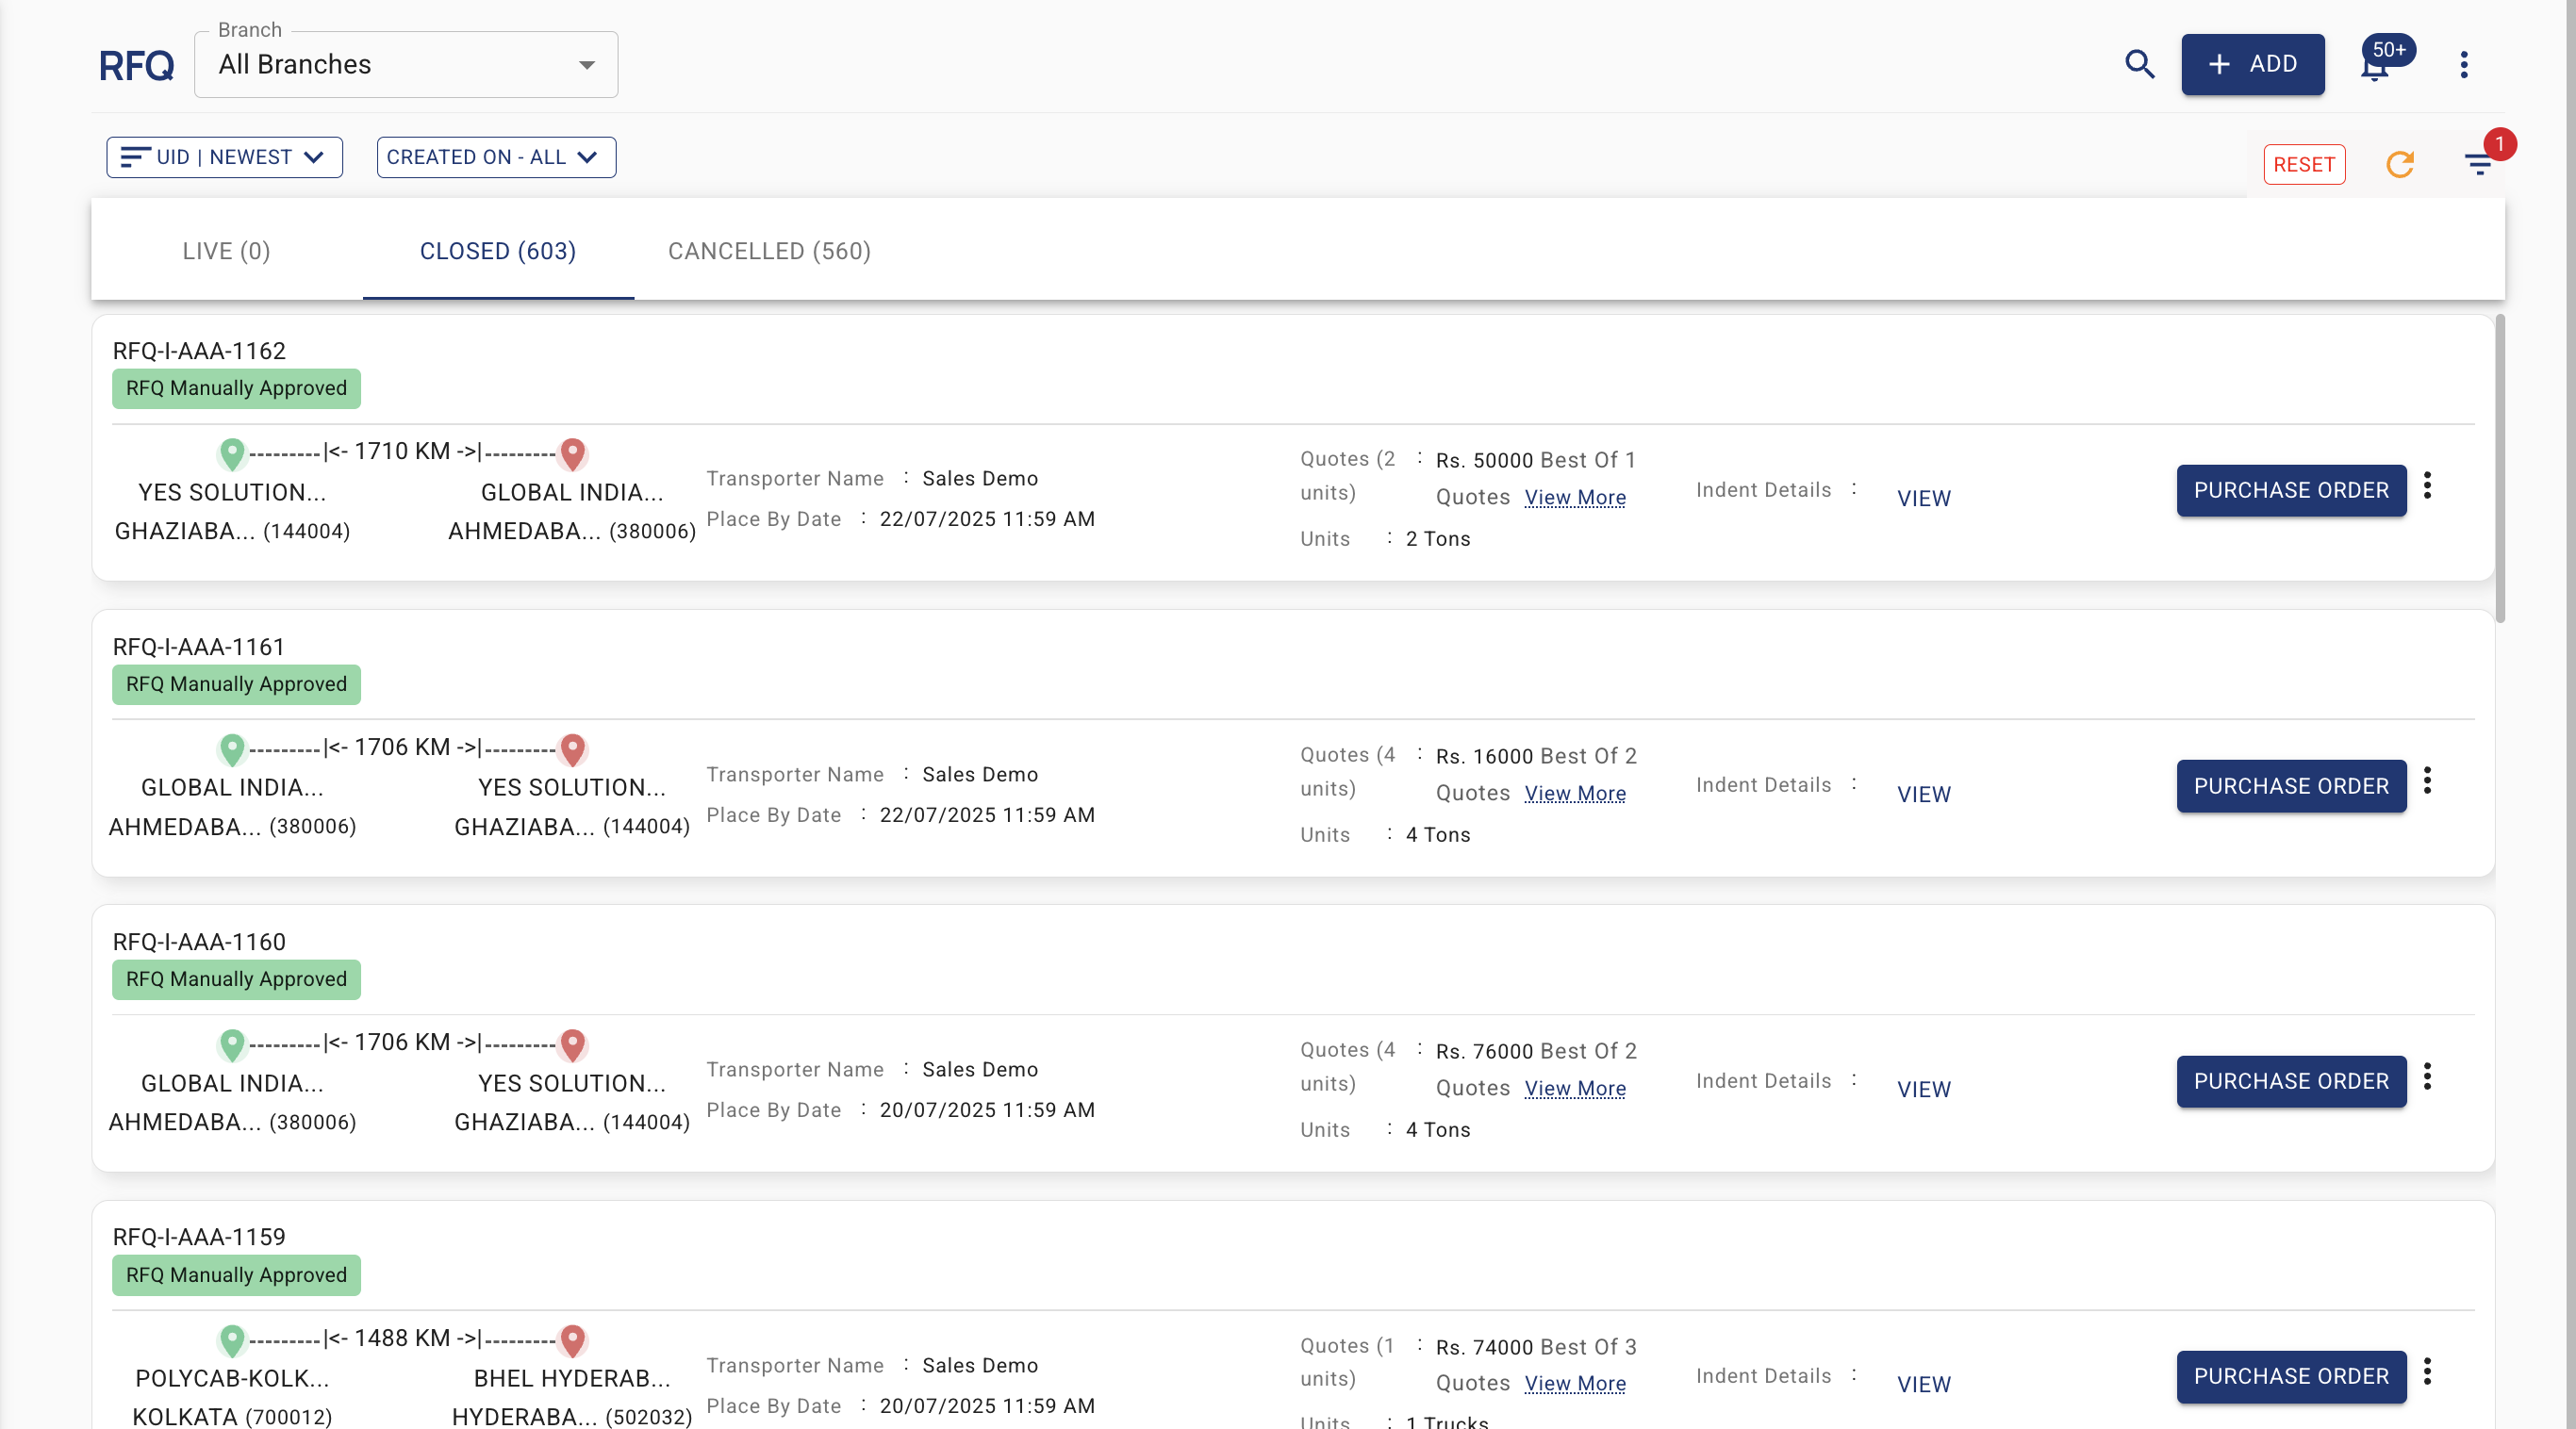 Branch
RFQ
All Branches
ADD
50+
UID | NEWEST
CREATED ON - ALL
RESET
1
LIVE (0)
CLOSED (603)
CANCELLED (560)
RFQ-I-AAA-1162
RFQ Manually Approved
---------|<- 1710 KM ->|---------
YES SOLUTION...
GLOBAL INDIA...
GHAZIABA... (144004)
AHMEDABA... (380006)
Transporter Name : Sales Demo
Place By Date : 22/07/2025 11:59 AM
Quotes (2 units) : Rs. 50000 Best Of 1
Quotes View More
Units : 2 Tons
Indent Details : VIEW
PURCHASE ORDER
RFQ-I-AAA-1161
RFQ Manually Approved
---------|<- 1706 KM ->|---------
GLOBAL INDIA...
YES SOLUTION...
AHMEDABA... (380006)
GHAZIABA... (144004)
Transporter Name : Sales Demo
Place By Date : 22/07/2025 11:59 AM
Quotes (4 units) : Rs. 16000 Best Of 2
Quotes View More
Units : 4 Tons
Indent Details : VIEW
PURCHASE ORDER
RFQ-I-AAA-1160
RFQ Manually Approved
---------|<- 1706 KM ->|---------
GLOBAL INDIA...
YES SOLUTION...
AHMEDABA... (380006)
GHAZIABA... (144004)
Transporter Name : Sales Demo
Place By Date : 20/07/2025 11:59 AM
Quotes (4 units) : Rs. 76000 Best Of 2
Quotes View More
Units : 4 Tons
Indent Details : VIEW
PURCHASE ORDER
RFQ-I-AAA-1159
RFQ Manually Approved
---------|<- 1488 KM ->|---------
POLYCAB-KOLK...
BHEL HYDERAB...
KOLKATA (700012)
HYDERABA... (502032)
Transporter Name : Sales Demo
Place By Date : 20/07/2025 11:59 AM
Quotes (1 units) : Rs. 74000 Best Of 3
Quotes View More
Units : 1 Trucks
Indent Details : VIEW
PURCHASE ORDER